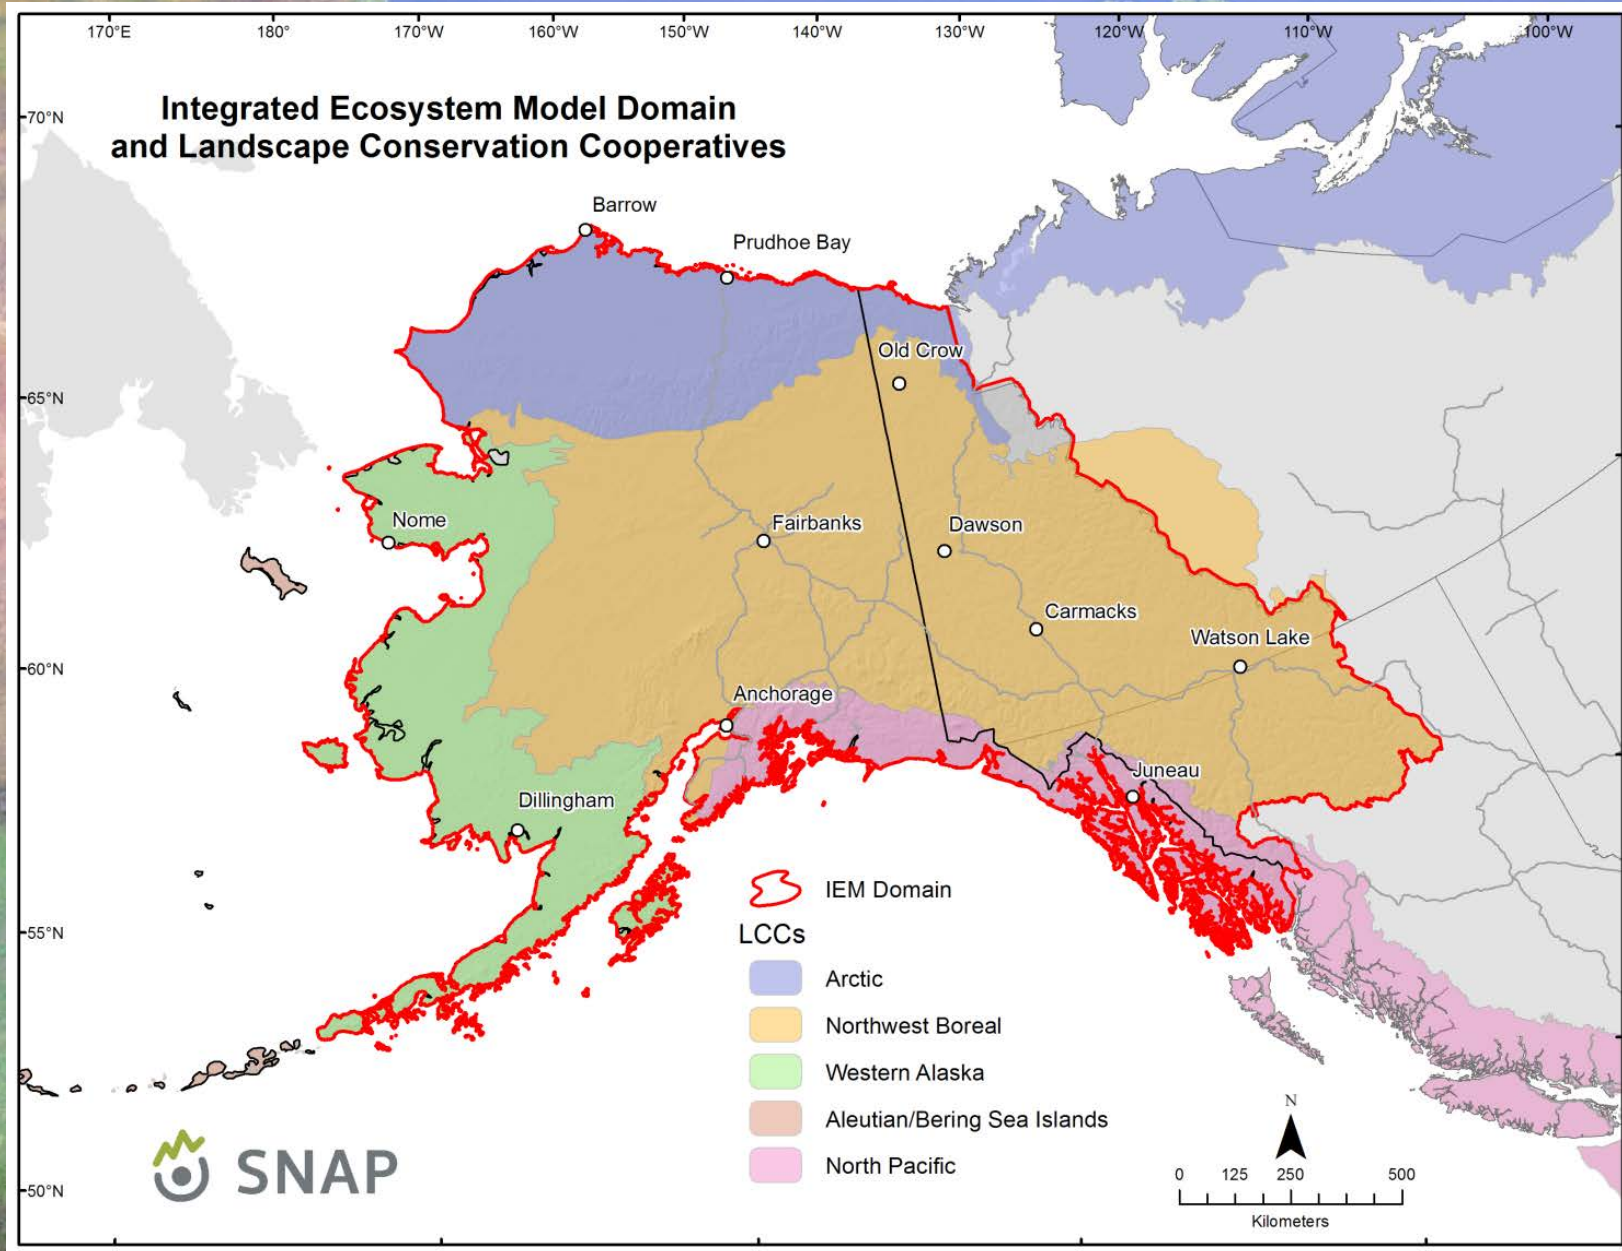 170°E 180° 170°W 160°W 150°W 140°W 130°W 120°W 110°W 100°W
70°N
Integrated Ecosystem Model Domain
and Landscape Conservation Cooperatives
Barrow
Prudhoe Bay
Old Crow
65°N
Nome
Fairbanks
Dawson
Carmacks
Watson Lake
60°N
Anchorage
Juneau
Dillingham
IEM Domain
55°N
LCCs
Arctic
Northwest Boreal
Western Alaska
Aleutian/Bering Sea Islands
North Pacific
N
SNAP
50°N
0 125 250 500
Kilometers